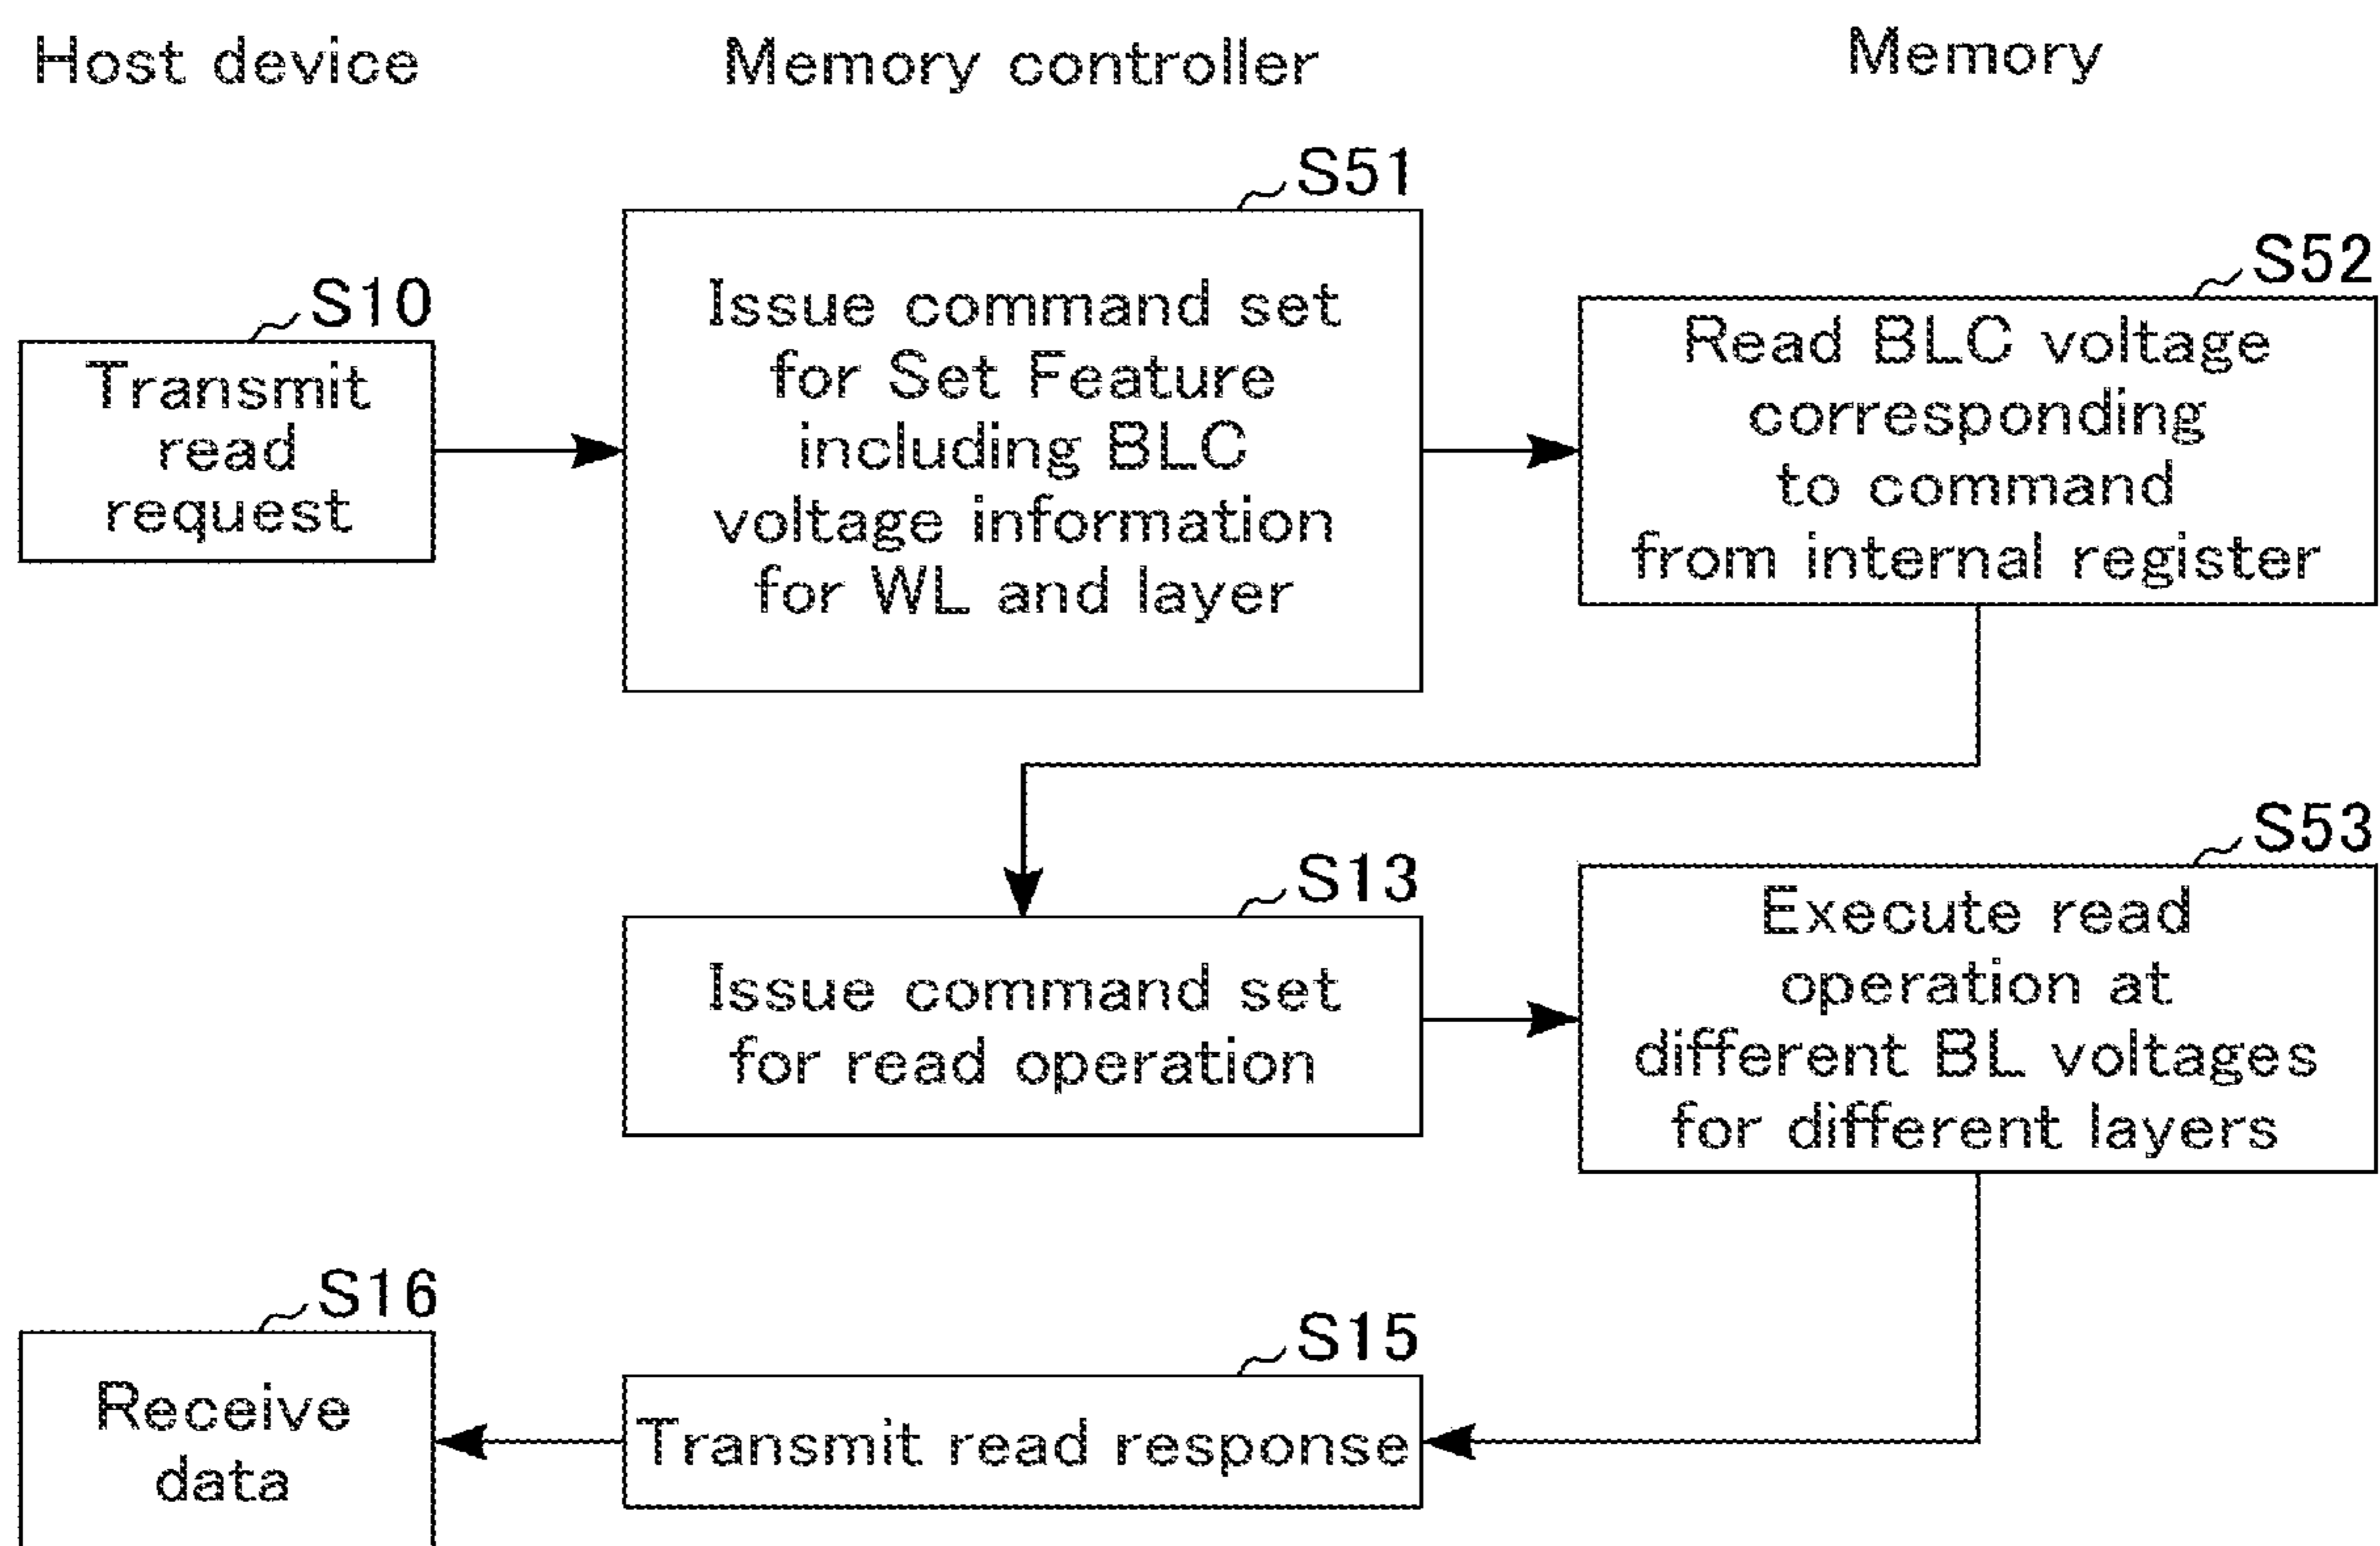 Host device
Memory controller
Memory
S10
Transmit
read
request
S51
Issue command set
for Set Feature
including BLC
voltage information
for WL and layer
S52
Read BLC voltage
corresponding
to command
from internal register
S13
Issue command set
for read operation
S53
Execute read
operation at
different BL voltages
for different layers
S16
Receive
data
S15
Transmit read response